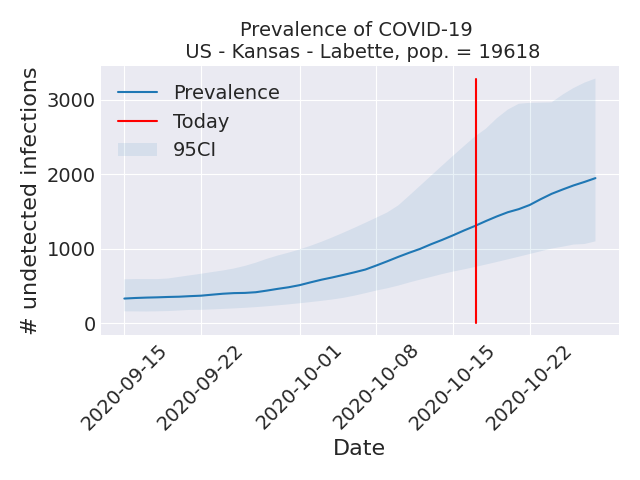 Prevalence of COVID-19
US - Kansas - Labette, pop. = 19618
# undetected infections
3000
2000
1000
0
Prevalence
Today
95CI
2020-09-15
2020-09-22
2020-10-01
2020-10-08
2020-10-15
2020-10-22
Date